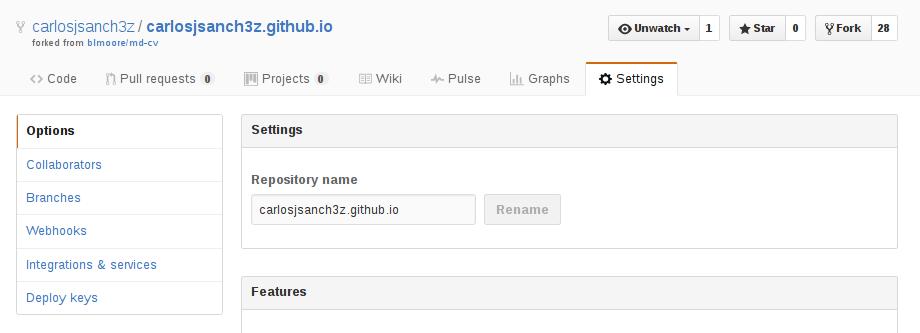 carlosjsanch3z / carlosjsanch3z.github.io
forked from blmoore/md-cv
Unwatch 1 Star 0 Fork 28
Code Pull requests 0 Projects 0 Wiki Pulse Graphs Settings
Options
Collaborators
Branches
Webhooks
Integrations & services
Deploy keys
Settings
Repository name
carlosjsanch3z.github.io Rename
Features